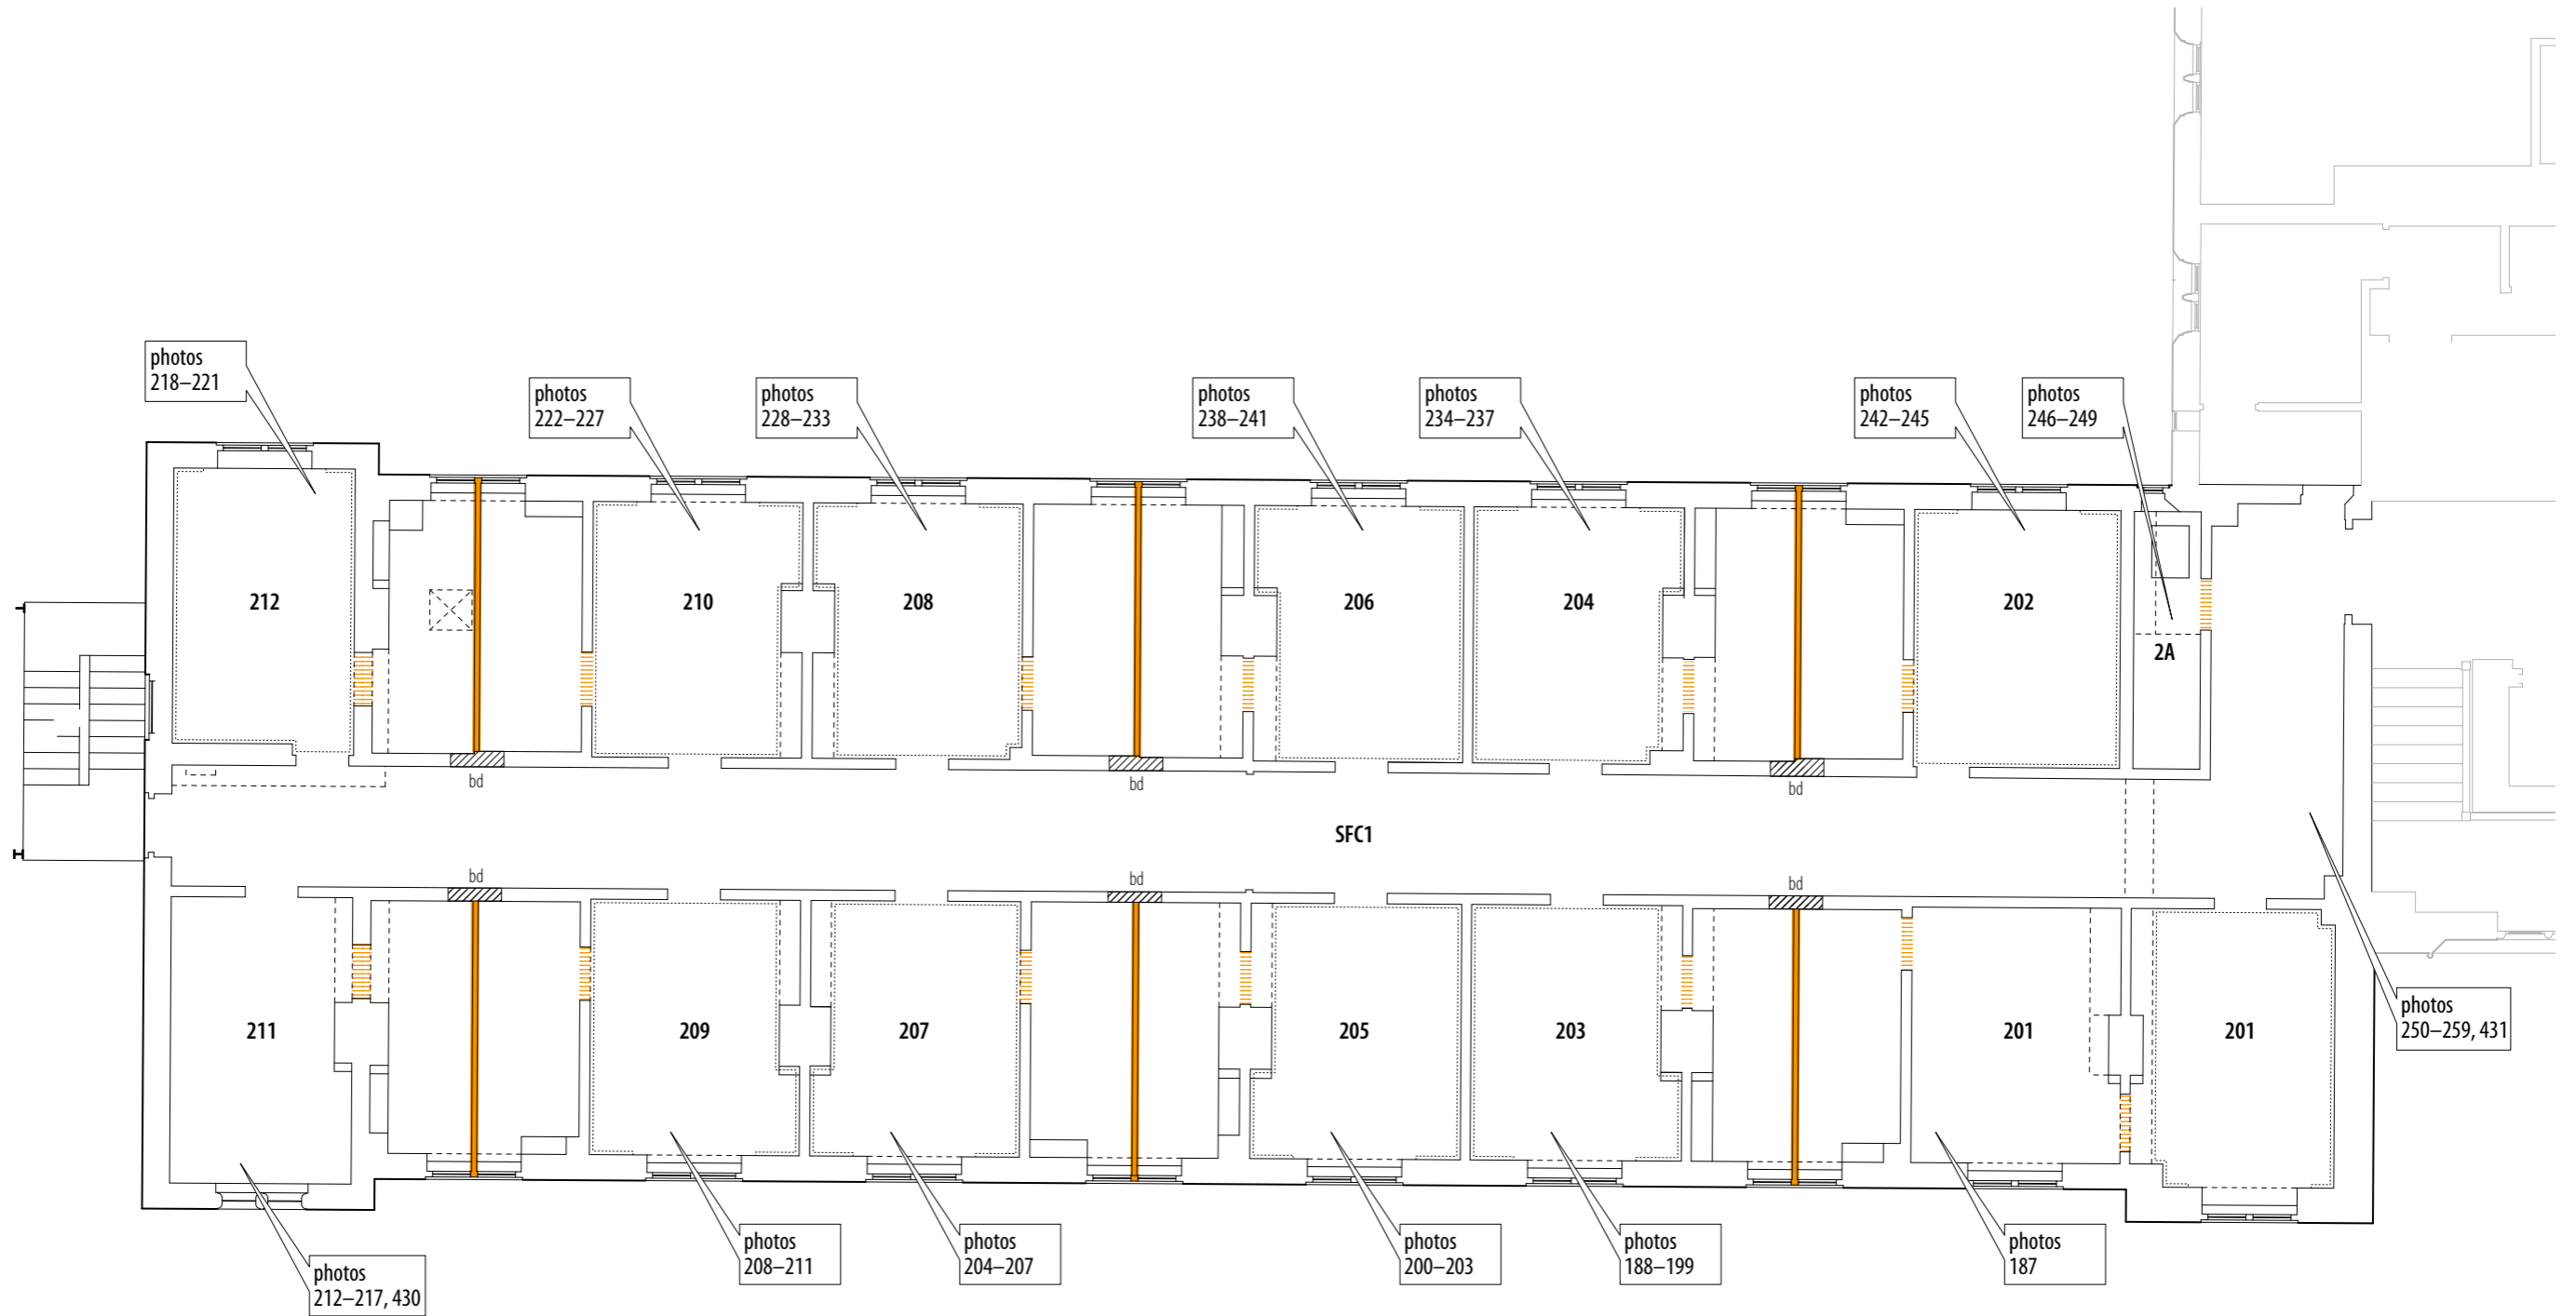 photos
218–221
photos
222–227
photos
228–233
photos
238–241
photos
234–237
photos
242–245
photos
246–249
212
210
208
206
204
202
2A
bd
bd
bd
SFC1
bd
bd
bd
211
209
207
205
203
201
201
photos
250–259, 431
photos
212–217, 430
photos
208–211
photos
204–207
photos
200–203
photos
188–199
photos
187